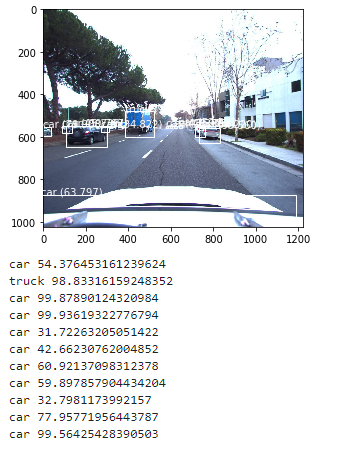 0
200
400
car
600
800
car (63.797)
1000
0 200 400 600 800 1000 1200
car 54.376453161239624
truck 98.83316159248352
car 99.87890124320984
car 99.93619322776794
car 31.72263205051422
car 42.66230762004852
car 60.92137098312378
car 59.897857904434204
car 32.7981173992157
car 77.95771956443787
car 99.56425428390503